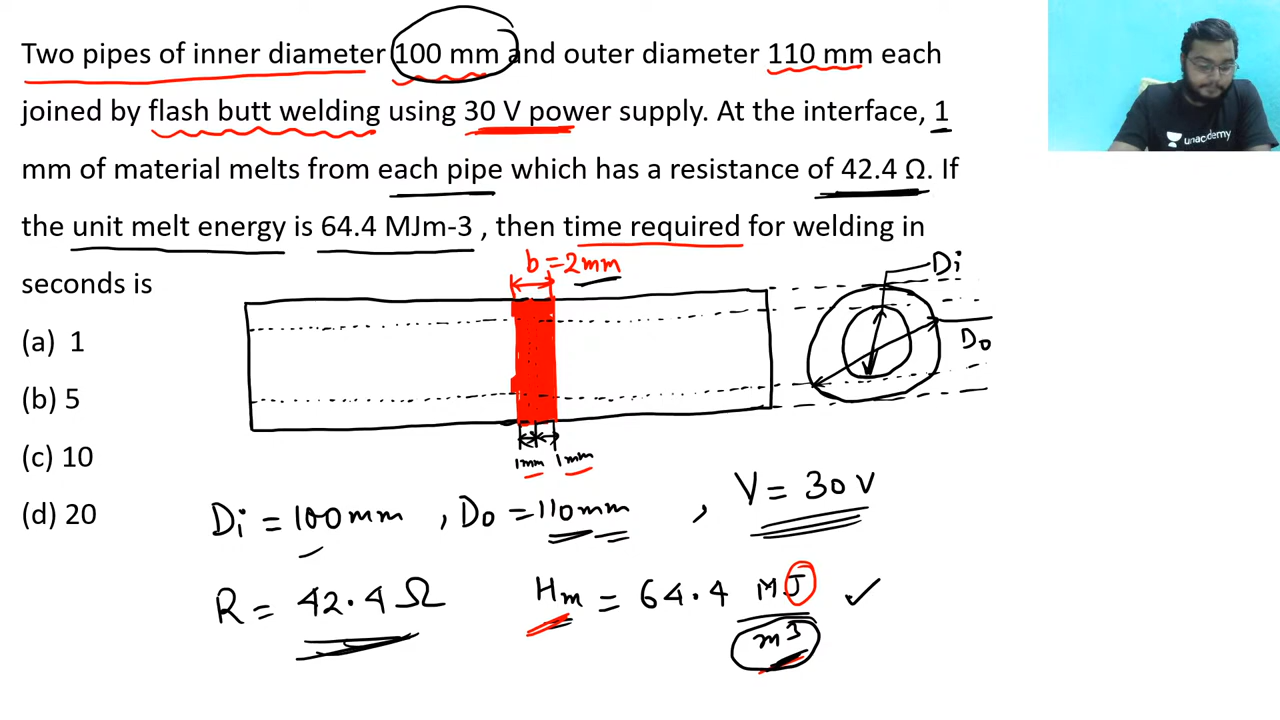 Two pipes of inner diameter 100 mm and outer diameter 110 mm each
joined by flash butt welding using 30 V power supply. At the interface, 1
mm of material melts from each pipe which has a resistance of 42.4 Ω. If
the unit melt energy is 64.4 MJm-3 , then time required for welding in
seconds is
(a) 1
(b) 5
(c) 10
(d) 20
b = 2mm
Di
Do
1mm 1mm
Di = 100mm , Do = 110mm , V = 30V
R = 42.4 Ω Hm = 64.4 MJ/m3
unacademy